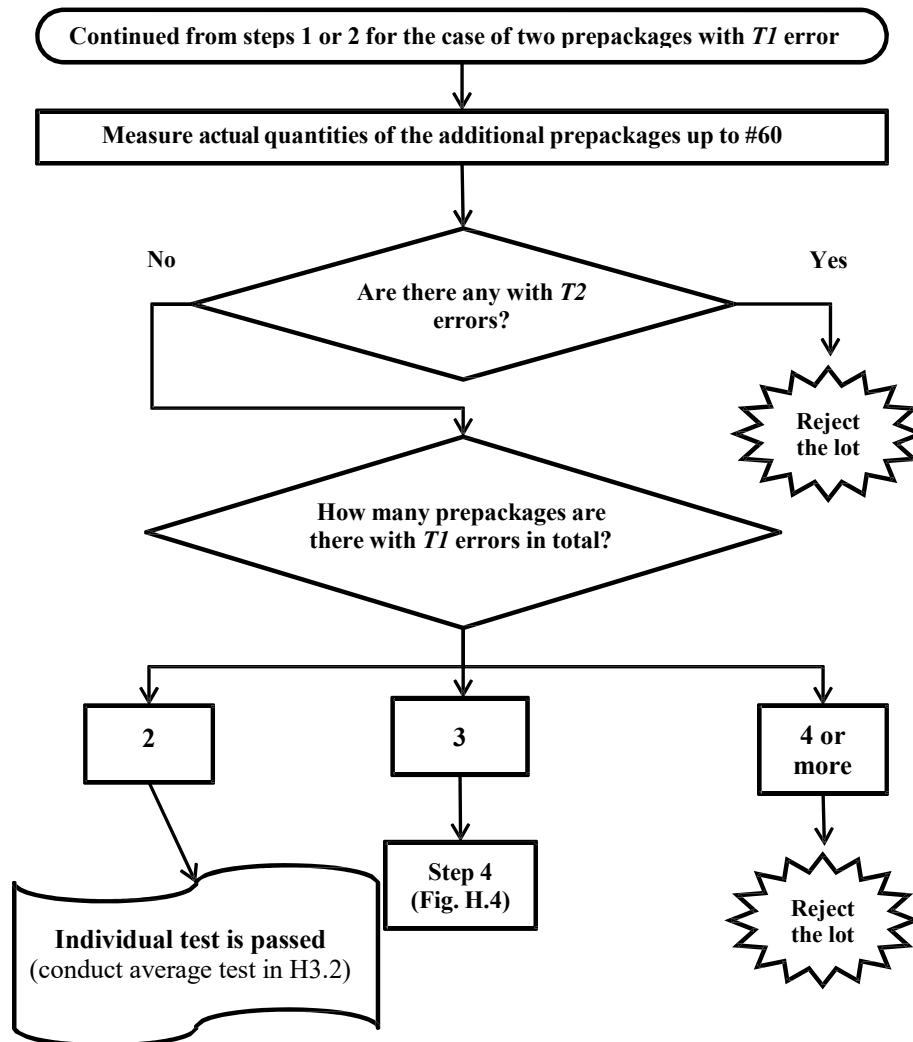 Continued from steps 1 or 2 for the case of two prepackages with T1 error
Measure actual quantities of the additional prepackages up to #60
No
Yes
Are there any with T2
errors?
Reject
the lot
How many prepackages are
there with T1 errors in total?
2
3
4 or
more
Step 4
(Fig. H.4)
Reject
the lot
Individual test is passed
(conduct average test in H3.2)